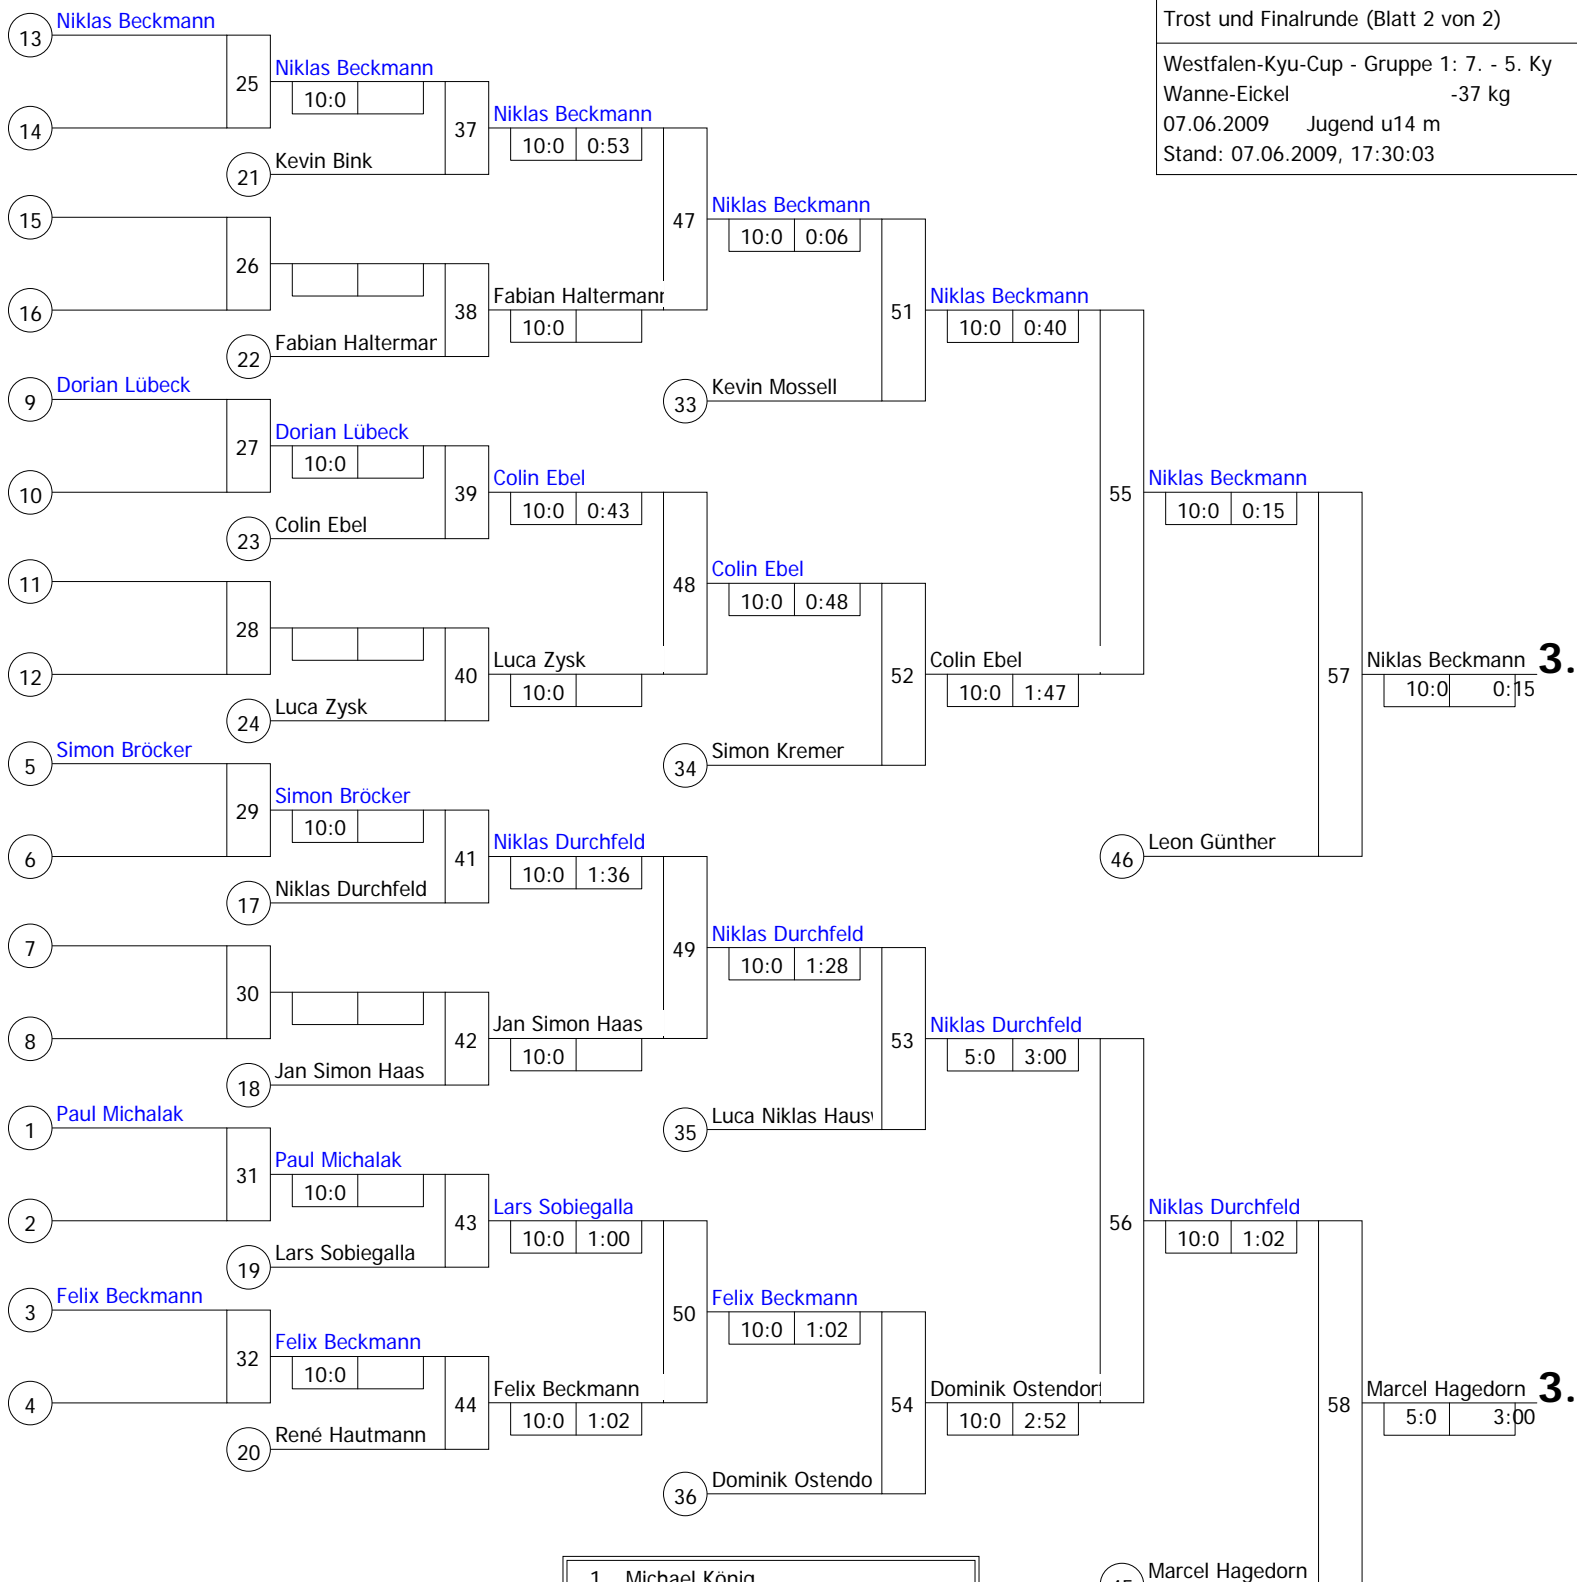 Trost und Finalrunde (Blatt 2 von 2)
Westfalen-Kyu-Cup - Gruppe 1: 7. - 5. Ky
Wanne-Eickel -37 kg
07.06.2009 Jugend u14 m
Stand: 07.06.2009, 17:30:03
13 Niklas Beckmann
25 Niklas Beckmann
10:0
14
37 Niklas Beckmann
10:0 0:53
21 Kevin Bink
15
47 Niklas Beckmann
10:0 0:06
26
16
38 Fabian Haltermann
10:0
22 Fabian Haltermar
51 Niklas Beckmann
10:0 0:40
33 Kevin Mossell
9 Dorian Lübeck
27 Dorian Lübeck
10:0
10
39 Colin Ebel
10:0 0:43
23 Colin Ebel
55 Niklas Beckmann
10:0 0:15
11
48 Colin Ebel
10:0 0:48
28
12
40 Luca Zysk
10:0
24 Luca Zysk
52 Colin Ebel
10:0 1:47
34 Simon Kremer
57 Niklas Beckmann 3.
10:0 0:15
5 Simon Bröcker
29 Simon Bröcker
10:0
6
41 Niklas Durchfeld
10:0 1:36
17 Niklas Durchfeld
46 Leon Günther
7
49 Niklas Durchfeld
10:0 1:28
30
8
42 Jan Simon Haas
10:0
18 Jan Simon Haas
53 Niklas Durchfeld
5:0 3:00
35 Luca Niklas Haus
1 Paul Michalak
31 Paul Michalak
10:0
2
43 Lars Sobiegalla
10:0 1:00
19 Lars Sobiegalla
56 Niklas Durchfeld
10:0 1:02
3 Felix Beckmann
50 Felix Beckmann
10:0 1:02
32 Felix Beckmann
10:0
4
44 Felix Beckmann
10:0 1:02
20 René Hautmann
54 Dominik Ostendorf
10:0 2:52
36 Dominik Ostendo
58 Marcel Hagedorn 3.
5:0 3:00
1. Michael König
45 Marcel Hagedorn